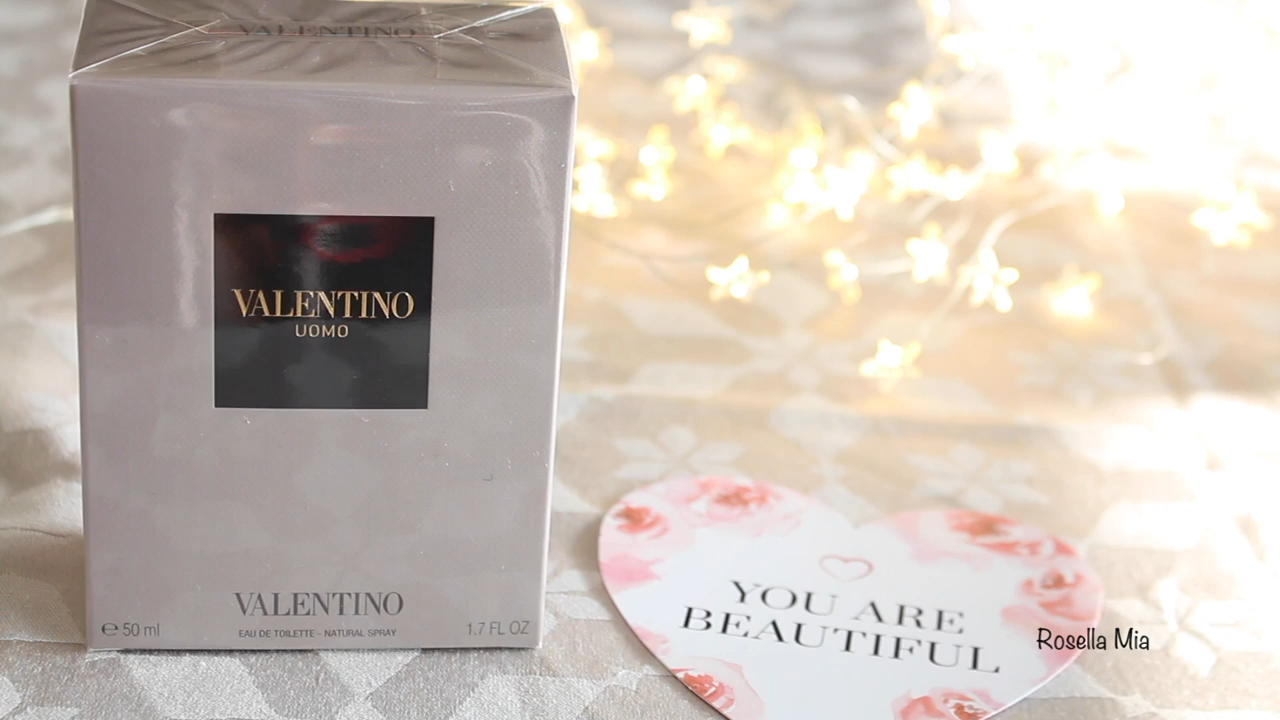 VALENTINO
VALENTINO
UOMO
VALENTINO
℮ 50 ml
EAU DE TOILETTE - NATURAL SPRAY
1.7 FL OZ
YOU ARE
BEAUTIFUL
Rosella Mia